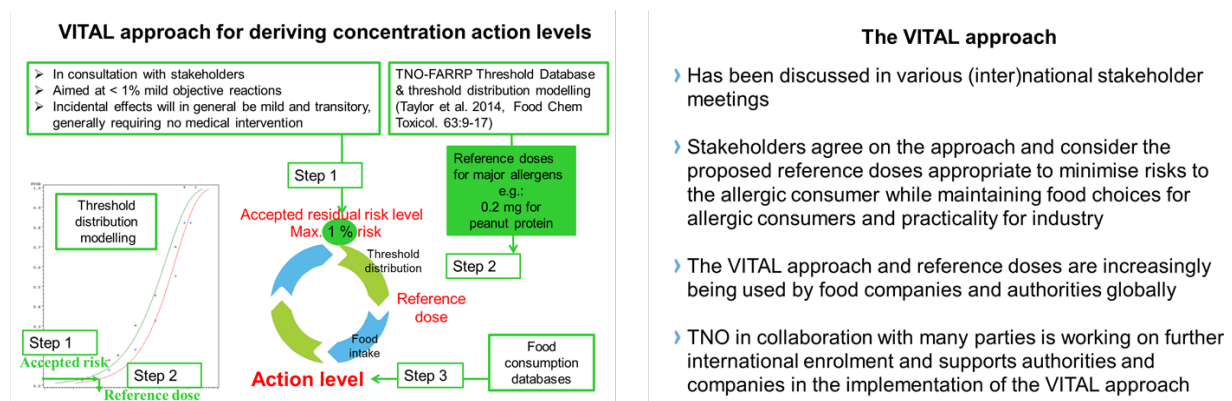 VITAL approach for deriving concentration action levels
➢ In consultation with stakeholders
➢ Aimed at < 1% mild objective reactions
➢ Incidental effects will in general be mild and transitory,
generally requiring no medical intervention
TNO-FARRP Threshold Database
& threshold distribution modelling
(Taylor et al. 2014, Food Chem
Toxicol. 63:9-17)
Step 1
Reference doses
for major allergens
e.g.:
0.2 mg for
peanut protein
Step 2
Threshold
distribution
modelling
Accepted residual risk level
Max. 1 % risk
Threshold
distribution
Reference
dose
Food
intake
Action level
Step 3
Food
consumption
databases
Step 1
Accepted risk
Step 2
Reference dose
The VITAL approach
› Has been discussed in various (inter)national stakeholder
meetings
› Stakeholders agree on the approach and consider the
proposed reference doses appropriate to minimise risks to
the allergic consumer while maintaining food choices for
allergic consumers and practicality for industry
› The VITAL approach and reference doses are increasingly
being used by food companies and authorities globally
› TNO in collaboration with many parties is working on further
international enrolment and supports authorities and
companies in the implementation of the VITAL approach